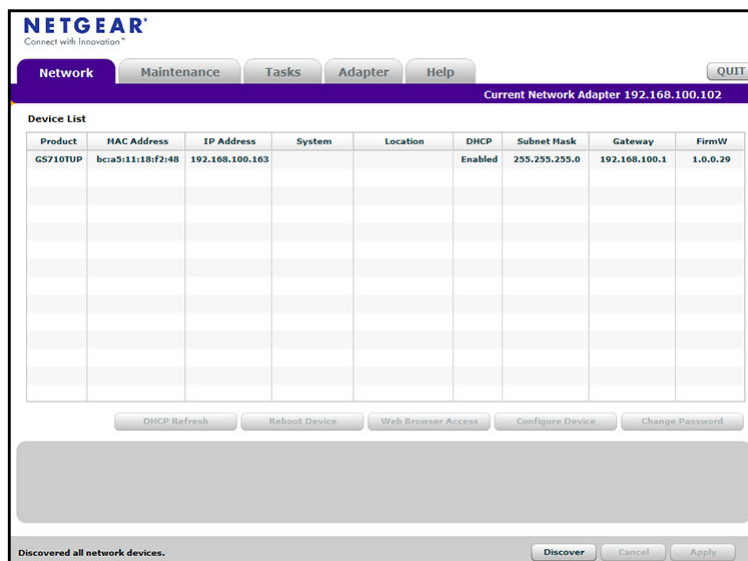 NETGEAR®
Connect with Innovation™
Network Maintenance Tasks Adapter Help QUIT
Current Network Adapter 192.168.100.102
Device List
Product MAC Address IP Address System Location DHCP Subnet Mask Gateway FirmW
GS710TUP bc:a5:11:18:f2:48 192.168.100.163 Enabled 255.255.255.0 192.168.100.1 1.0.0.29
DHCP Refresh Reboot Device Web Browser Access Configure Device Change Password
Discovered all network devices. Discover Cancel Apply